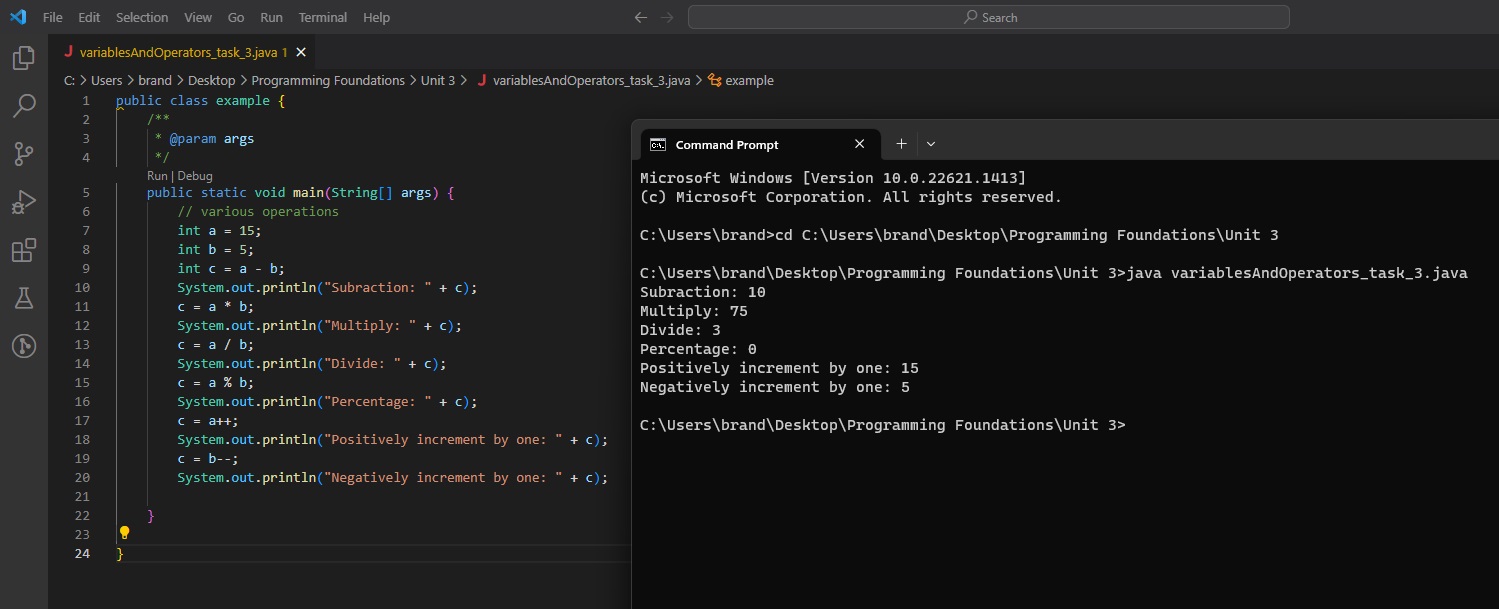 File Edit Selection View Go Run Terminal Help
Search
variablesAndOperators_task_3.java 1
C: > Users > brand > Desktop > Programming Foundations > Unit 3 > variablesAndOperators_task_3.java > example
1 public class example {
2 /**
3 * @param args
4 */
Run | Debug
5 public static void main(String[] args) {
6 // various operations
7 int a = 15;
8 int b = 5;
9 int c = a - b;
10 System.out.println("Subraction: " + c);
11 c = a * b;
12 System.out.println("Multiply: " + c);
13 c = a / b;
14 System.out.println("Divide: " + c);
15 c = a % b;
16 System.out.println("Percentage: " + c);
17 c = a++;
18 System.out.println("Positively increment by one: " + c);
19 c = b--;
20 System.out.println("Negatively increment by one: " + c);
21
22 }
23
24 }
Command Prompt
Microsoft Windows [Version 10.0.22621.1413]
(c) Microsoft Corporation. All rights reserved.
C:\Users\brand>cd C:\Users\brand\Desktop\Programming Foundations\Unit 3
C:\Users\brand\Desktop\Programming Foundations\Unit 3>java variablesAndOperators_task_3.java
Subraction: 10
Multiply: 75
Divide: 3
Percentage: 0
Positively increment by one: 15
Negatively increment by one: 5
C:\Users\brand\Desktop\Programming Foundations\Unit 3>